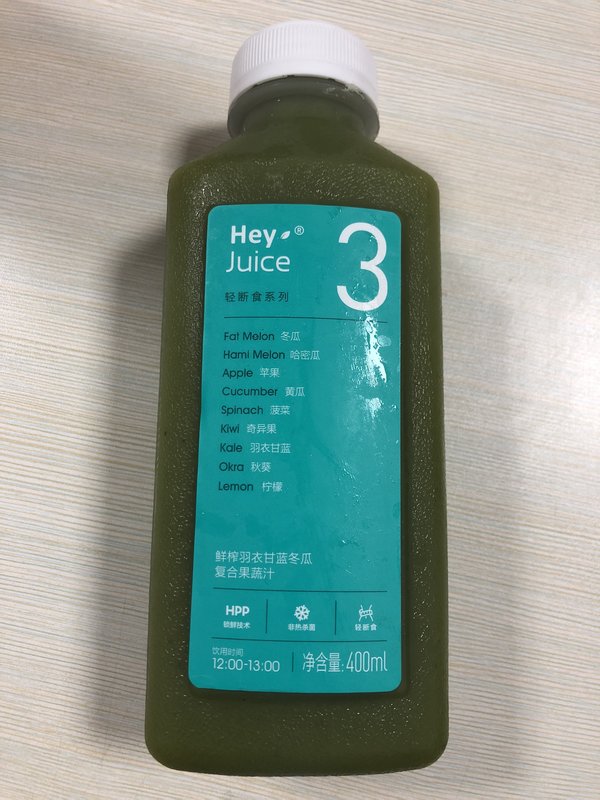 Hey ®
Juice
3
轻断食系列
Fat Melon 冬瓜
Hami Melon 哈密瓜
Apple 苹果
Cucumber 黄瓜
Spinach 菠菜
Kiwi 奇异果
Kale 羽衣甘蓝
Okra 秋葵
Lemon 柠檬
鲜榨羽衣甘蓝冬瓜
复合果蔬汁
HPP
锁鲜技术
非热杀菌
轻断食
饮用时间
12:00-13:00
净含量:400ml